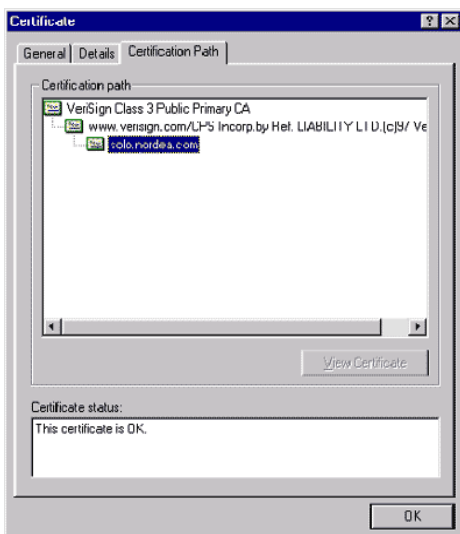 Certificate
General
Details
Certification Path
Certification path
VeriSign Class 3 Public Primary CA
www.verisign.com/CPS Incorp.by Ref. LIABILITY LTD.(c)97 Ve
solo.nordea.com
View Certificate
Certificate status:
This certificate is OK.
OK